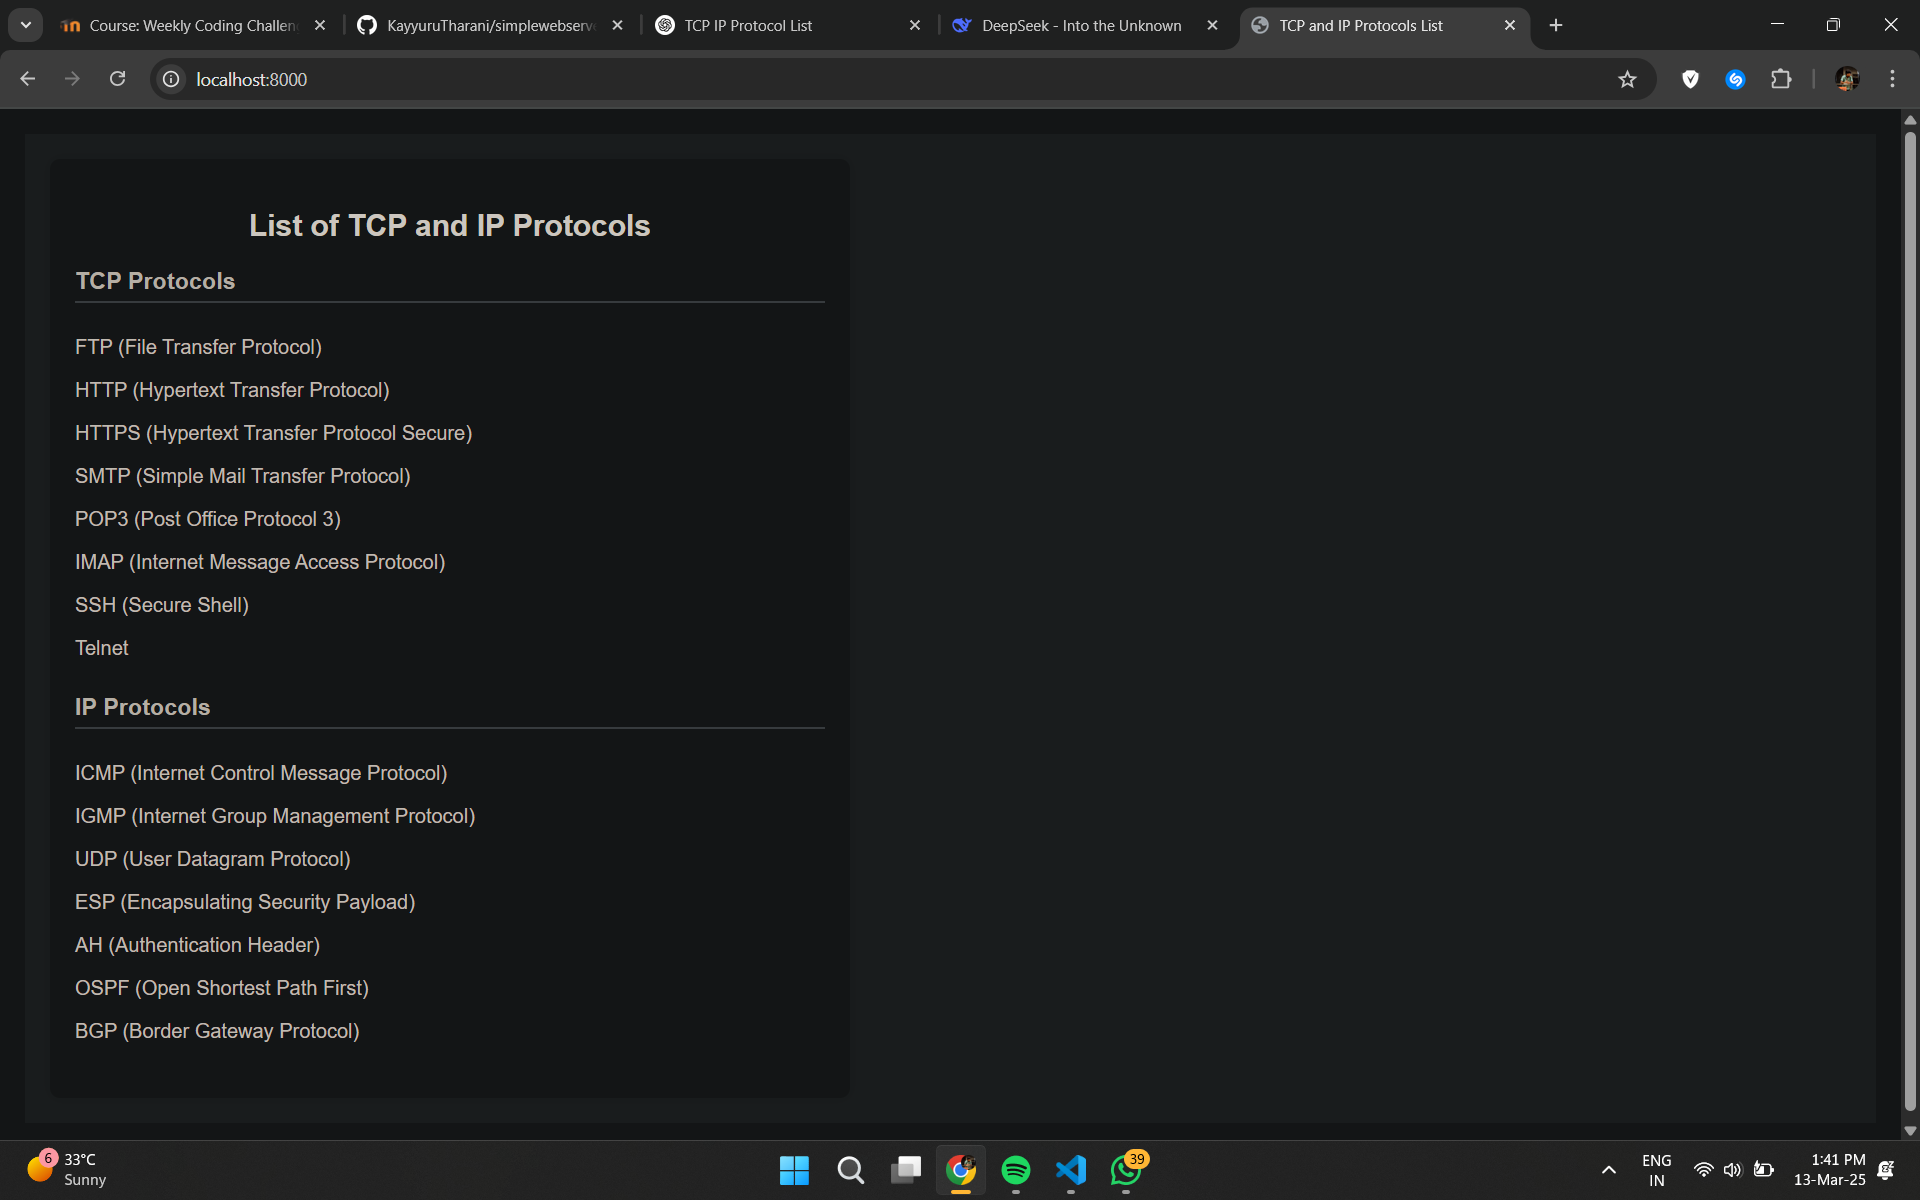 Course: Weekly Coding Challen
KayyuruTharani/simplewebserve
TCP IP Protocol List
DeepSeek - Into the Unknown
TCP and IP Protocols List
localhost:8000
List of TCP and IP Protocols
TCP Protocols
FTP (File Transfer Protocol)
HTTP (Hypertext Transfer Protocol)
HTTPS (Hypertext Transfer Protocol Secure)
SMTP (Simple Mail Transfer Protocol)
POP3 (Post Office Protocol 3)
IMAP (Internet Message Access Protocol)
SSH (Secure Shell)
Telnet
IP Protocols
ICMP (Internet Control Message Protocol)
IGMP (Internet Group Management Protocol)
UDP (User Datagram Protocol)
ESP (Encapsulating Security Payload)
AH (Authentication Header)
OSPF (Open Shortest Path First)
BGP (Border Gateway Protocol)
6
33°C
Sunny
39
ENG
IN
1:41 PM
13-Mar-25